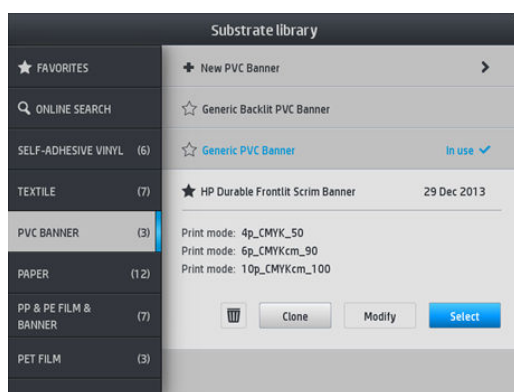 Substrate library
FAVORITES
ONLINE SEARCH
SELF-ADHESIVE VINYL (6)
TEXTILE (7)
PVC BANNER (3)
PAPER (12)
PP & PE FILM &
BANNER (7)
PET FILM (3)
New PVC Banner
Generic Backlit PVC Banner
Generic PVC Banner In use
HP Durable Frontlit Scrim Banner 29 Dec 2013
Print mode: 4p_CMYK_50
Print mode: 6p_CMYKcm_90
Print mode: 10p_CMYKcm_100
Clone Modify Select